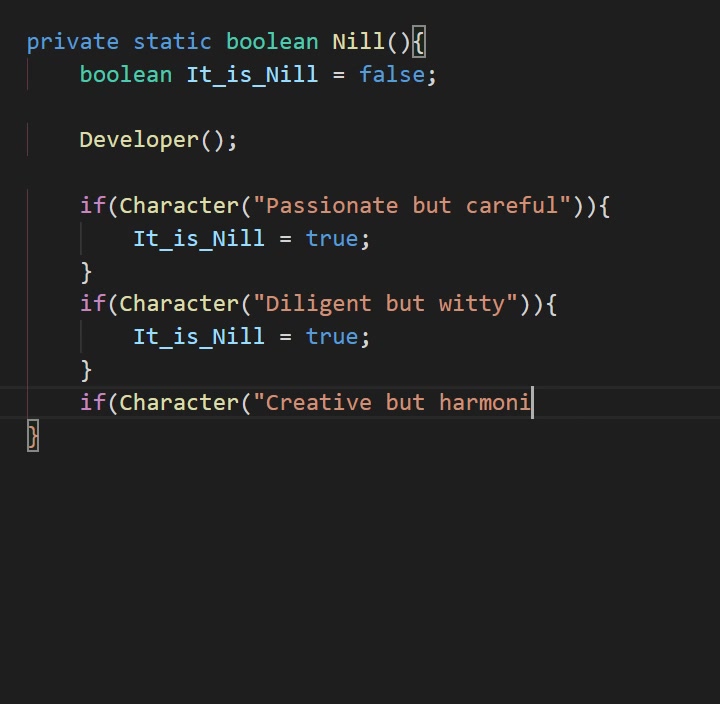 private static boolean Nill(){
    boolean It_is_Nill = false;
    Developer();
    if(Character("Passionate but careful")){
        It_is_Nill = true;
    }
    if(Character("Diligent but witty")){
        It_is_Nill = true;
    }
    if(Character("Creative but harmoni
}